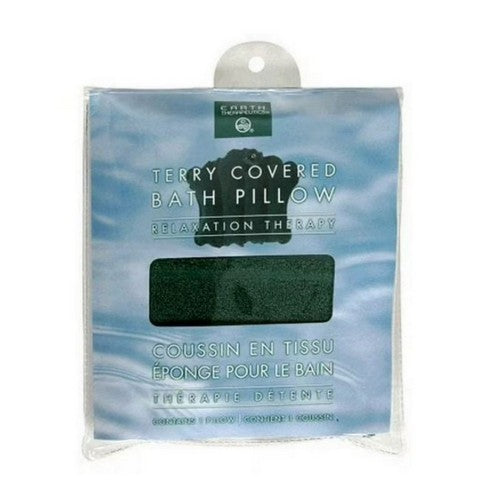 EARTH
THERAPEUTICS
TERRY COVERED
BATH PILLOW
RELAXATION THERAPY
COUSSIN EN TISSU
ÉPONGE POUR LE BAIN
THÉRAPIE DÉTENTE
CONTAINS 1 PILLOW | CONTIENT 1 COUSSIN